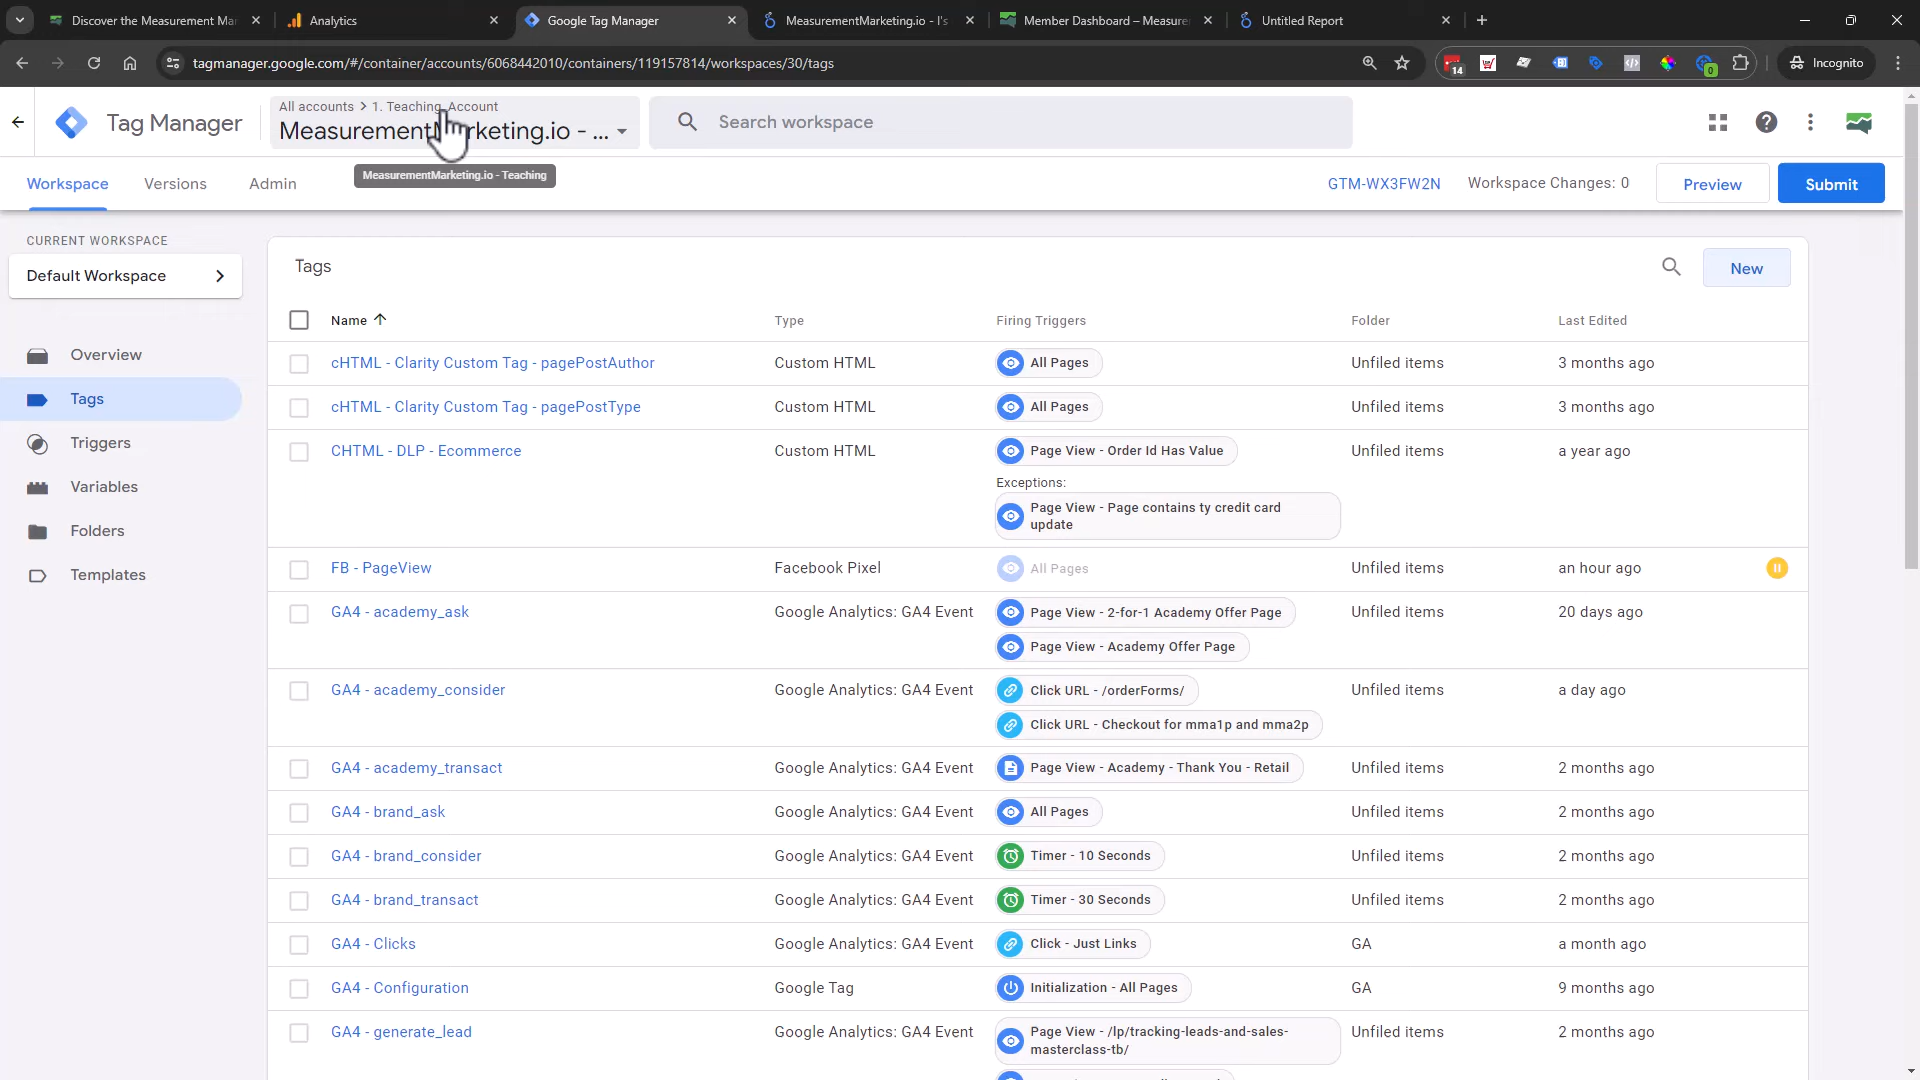 Discover the Measurement Ma
Analytics
Google Tag Manager
MeasurementMarketing.io - I's
Member Dashboard – Measure
Untitled Report
tagmanager.google.com/#/container/accounts/6068442010/containers/119157814/workspaces/30/tags
14
0
Incognito
Tag Manager
All accounts > 1. Teaching Account
MeasurementMarketing.io - ...
Search workspace
MeasurementMarketing.io - Teaching
Workspace
Versions
Admin
GTM-WX3FW2N
Workspace Changes: 0
Preview
Submit
CURRENT WORKSPACE
Default Workspace
Overview
Tags
Triggers
Variables
Folders
Templates
Tags
New
Name
Type
Firing Triggers
Folder
Last Edited
cHTML - Clarity Custom Tag - pagePostAuthor
Custom HTML
All Pages
Unfiled items
3 months ago
cHTML - Clarity Custom Tag - pagePostType
Custom HTML
All Pages
Unfiled items
3 months ago
CHTML - DLP - Ecommerce
Custom HTML
Page View - Order Id Has Value
Exceptions:
Page View - Page contains ty credit card
update
Unfiled items
a year ago
FB - PageView
Facebook Pixel
All Pages
Unfiled items
an hour ago
GA4 - academy_ask
Google Analytics: GA4 Event
Page View - 2-for-1 Academy Offer Page
Page View - Academy Offer Page
Unfiled items
20 days ago
GA4 - academy_consider
Google Analytics: GA4 Event
Click URL - /orderForms/
Click URL - Checkout for mma1p and mma2p
Unfiled items
a day ago
GA4 - academy_transact
Google Analytics: GA4 Event
Page View - Academy - Thank You - Retail
Unfiled items
2 months ago
GA4 - brand_ask
Google Analytics: GA4 Event
All Pages
Unfiled items
2 months ago
GA4 - brand_consider
Google Analytics: GA4 Event
Timer - 10 Seconds
Unfiled items
2 months ago
GA4 - brand_transact
Google Analytics: GA4 Event
Timer - 30 Seconds
Unfiled items
2 months ago
GA4 - Clicks
Google Analytics: GA4 Event
Click - Just Links
GA
a month ago
GA4 - Configuration
Google Tag
Initialization - All Pages
GA
9 months ago
GA4 - generate_lead
Google Analytics: GA4 Event
Page View - /lp/tracking-leads-and-sales-
masterclass-tb/
Unfiled items
2 months ago